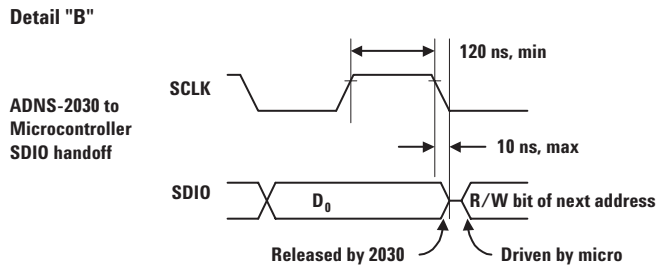 Detail "B"
120 ns, min
SCLK
ADNS-2030 to
Microcontroller
SDIO handoff
10 ns, max
SDIO
D0
R/W bit of next address
Released by 2030
Driven by micro